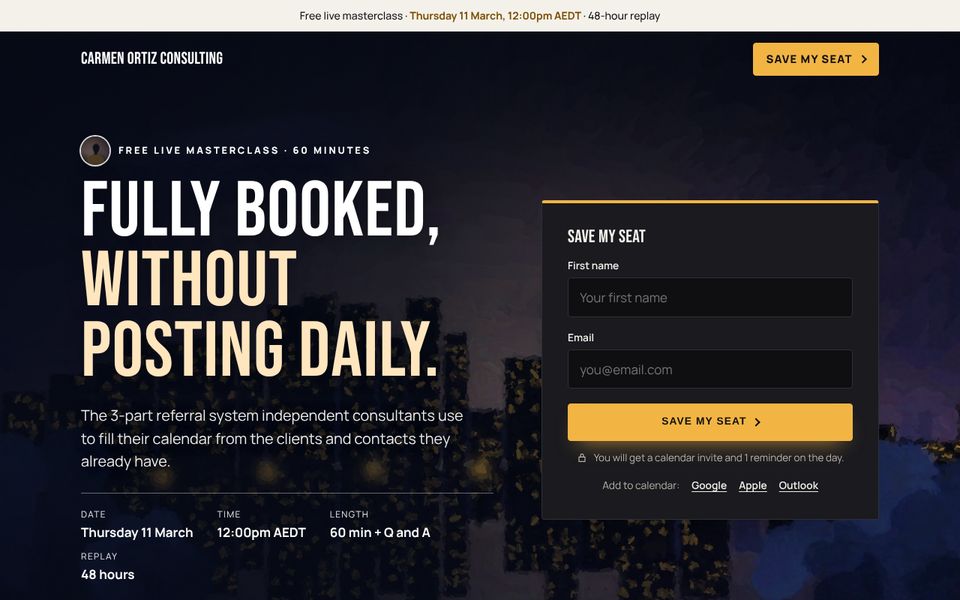 Free live masterclass · Thursday 11 March, 12:00pm AEDT · 48-hour replay
CARMEN ORTIZ CONSULTING
SAVE MY SEAT
FREE LIVE MASTERCLASS · 60 MINUTES
FULLY BOOKED,
WITHOUT
POSTING DAILY.
The 3-part referral system independent consultants use
to fill their calendar from the clients and contacts they
already have.
DATE
Thursday 11 March
TIME
12:00pm AEDT
LENGTH
60 min + Q and A
REPLAY
48 hours
SAVE MY SEAT
First name
Your first name
Email
you@email.com
SAVE MY SEAT
You will get a calendar invite and 1 reminder on the day.
Add to calendar: Google Apple Outlook